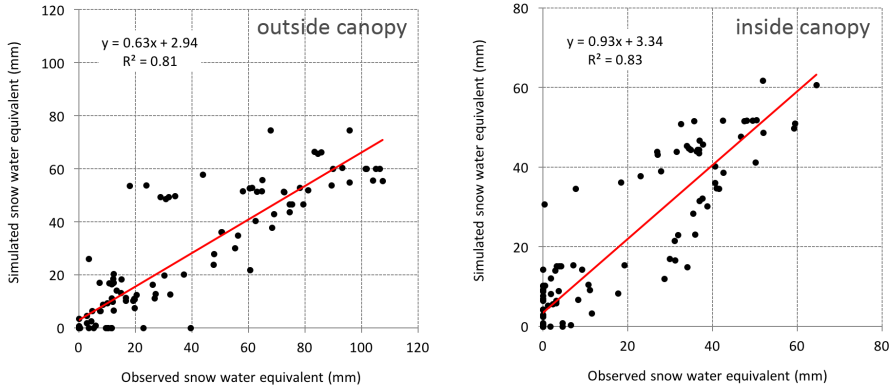 outside canopy
y = 0.63x + 2.94
R² = 0.81
Simulated snow water equivalent (mm)
120
100
80
60
40
20
0
0 20 40 60 80 100 120
Observed snow water equivalent (mm)
inside canopy
y = 0.93x + 3.34
R² = 0.83
Simulated snow water equivalent (mm)
80
60
40
20
0
0 20 40 60 80
Observed snow water equivalent (mm)